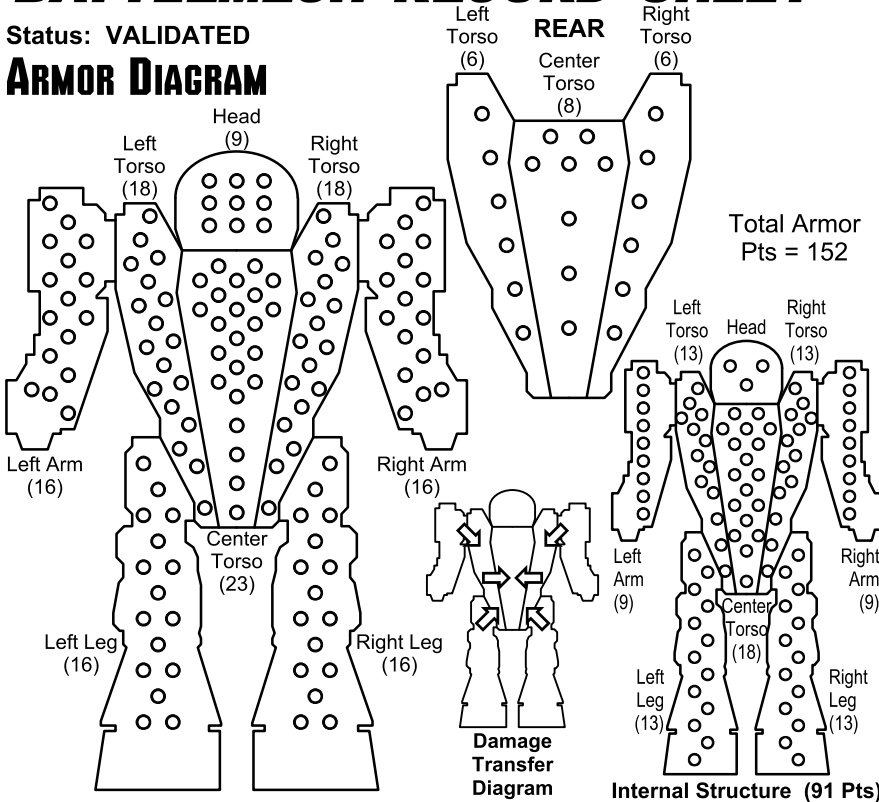 BATTLEMECH RECORD SHEET
Status: VALIDATED
ARMOR DIAGRAM
Head
(9)
Left
Torso
(18)
Right
Torso
(18)
Left Arm
(16)
Right Arm
(16)
Center
Torso
(23)
Left Leg
(16)
Right Leg
(16)
Left
Torso
(6)
REAR
Center
Torso
(8)
Right
Torso
(6)
Total Armor
Pts = 152
Damage
Transfer
Diagram
Left
Torso
(13)
Head
Right
Torso
(13)
Left
Arm
(9)
Right
Arm
(9)
Center
Torso
(18)
Left
Leg
(13)
Right
Leg
(13)
Internal Structure (91 Pts)